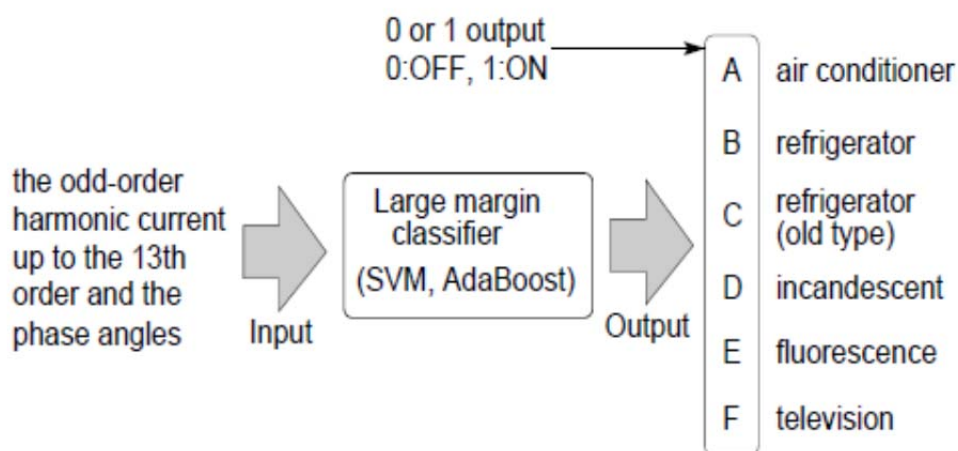 0 or 1 output
0:OFF, 1:ON
the odd-order
harmonic current
up to the 13th
order and the
phase angles
Input
Large margin
classifier
(SVM, AdaBoost)
Output
A air conditioner
B refrigerator
C refrigerator
(old type)
D incandescent
E fluorescence
F television